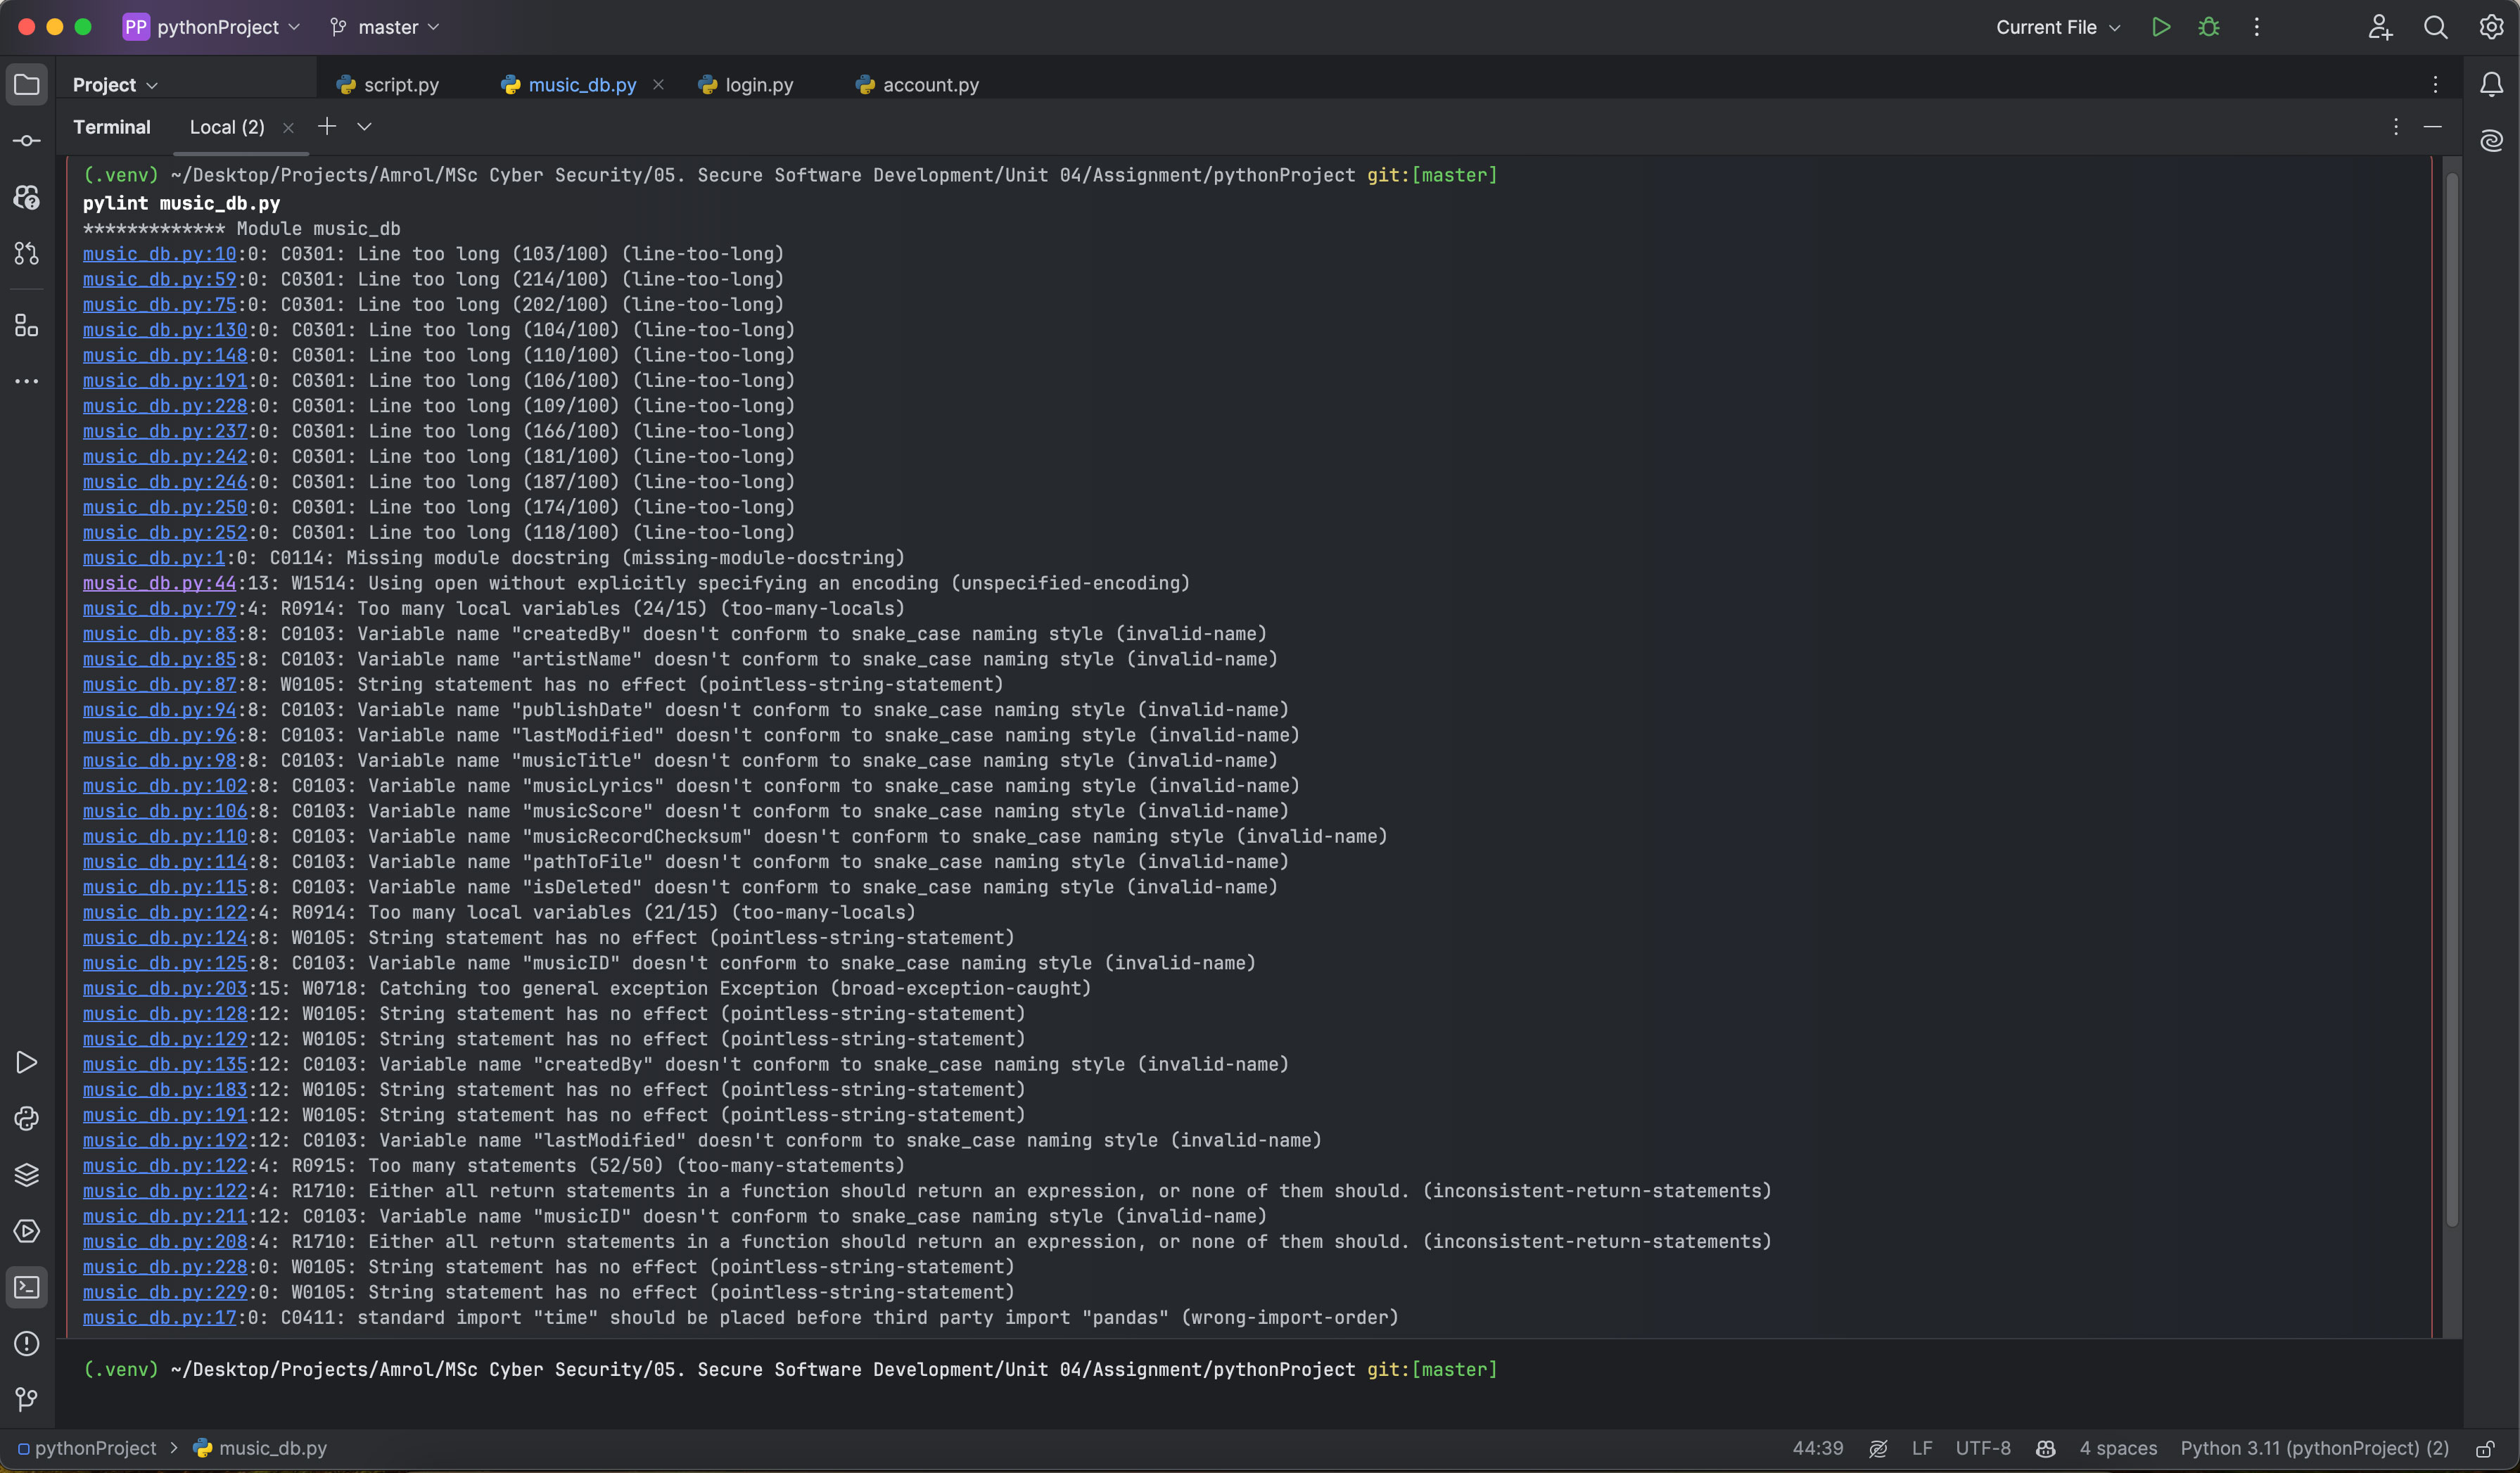 PP pythonProject master Current File
Project script.py music_db.py login.py account.py
Terminal Local (2)
(.venv) ~/Desktop/Projects/Amrol/MSc Cyber Security/05. Secure Software Development/Unit 04/Assignment/pythonProject git:[master]
pylint music_db.py
************* Module music_db
music_db.py:10:0: C0301: Line too long (103/100) (line-too-long)
music_db.py:59:0: C0301: Line too long (214/100) (line-too-long)
music_db.py:75:0: C0301: Line too long (202/100) (line-too-long)
music_db.py:130:0: C0301: Line too long (104/100) (line-too-long)
music_db.py:148:0: C0301: Line too long (110/100) (line-too-long)
music_db.py:191:0: C0301: Line too long (106/100) (line-too-long)
music_db.py:228:0: C0301: Line too long (109/100) (line-too-long)
music_db.py:237:0: C0301: Line too long (166/100) (line-too-long)
music_db.py:242:0: C0301: Line too long (181/100) (line-too-long)
music_db.py:246:0: C0301: Line too long (187/100) (line-too-long)
music_db.py:250:0: C0301: Line too long (174/100) (line-too-long)
music_db.py:252:0: C0301: Line too long (118/100) (line-too-long)
music_db.py:1:0: C0114: Missing module docstring (missing-module-docstring)
music_db.py:44:13: W1514: Using open without explicitly specifying an encoding (unspecified-encoding)
music_db.py:79:4: R0914: Too many local variables (24/15) (too-many-locals)
music_db.py:83:8: C0103: Variable name "createdBy" doesn't conform to snake_case naming style (invalid-name)
music_db.py:85:8: C0103: Variable name "artistName" doesn't conform to snake_case naming style (invalid-name)
music_db.py:87:8: W0105: String statement has no effect (pointless-string-statement)
music_db.py:94:8: C0103: Variable name "publishDate" doesn't conform to snake_case naming style (invalid-name)
music_db.py:96:8: C0103: Variable name "lastModified" doesn't conform to snake_case naming style (invalid-name)
music_db.py:98:8: C0103: Variable name "musicTitle" doesn't conform to snake_case naming style (invalid-name)
music_db.py:102:8: C0103: Variable name "musicLyrics" doesn't conform to snake_case naming style (invalid-name)
music_db.py:106:8: C0103: Variable name "musicScore" doesn't conform to snake_case naming style (invalid-name)
music_db.py:110:8: C0103: Variable name "musicRecordChecksum" doesn't conform to snake_case naming style (invalid-name)
music_db.py:114:8: C0103: Variable name "pathToFile" doesn't conform to snake_case naming style (invalid-name)
music_db.py:115:8: C0103: Variable name "isDeleted" doesn't conform to snake_case naming style (invalid-name)
music_db.py:122:4: R0914: Too many local variables (21/15) (too-many-locals)
music_db.py:124:8: W0105: String statement has no effect (pointless-string-statement)
music_db.py:125:8: C0103: Variable name "musicID" doesn't conform to snake_case naming style (invalid-name)
music_db.py:203:15: W0718: Catching too general exception Exception (broad-exception-caught)
music_db.py:128:12: W0105: String statement has no effect (pointless-string-statement)
music_db.py:129:12: W0105: String statement has no effect (pointless-string-statement)
music_db.py:135:12: C0103: Variable name "createdBy" doesn't conform to snake_case naming style (invalid-name)
music_db.py:183:12: W0105: String statement has no effect (pointless-string-statement)
music_db.py:191:12: W0105: String statement has no effect (pointless-string-statement)
music_db.py:192:12: C0103: Variable name "lastModified" doesn't conform to snake_case naming style (invalid-name)
music_db.py:122:4: R0915: Too many statements (52/50) (too-many-statements)
music_db.py:122:4: R1710: Either all return statements in a function should return an expression, or none of them should. (inconsistent-return-statements)
music_db.py:211:12: C0103: Variable name "musicID" doesn't conform to snake_case naming style (invalid-name)
music_db.py:208:4: R1710: Either all return statements in a function should return an expression, or none of them should. (inconsistent-return-statements)
music_db.py:228:0: W0105: String statement has no effect (pointless-string-statement)
music_db.py:229:0: W0105: String statement has no effect (pointless-string-statement)
music_db.py:17:0: C0411: standard import "time" should be placed before third party import "pandas" (wrong-import-order)
(.venv) ~/Desktop/Projects/Amrol/MSc Cyber Security/05. Secure Software Development/Unit 04/Assignment/pythonProject git:[master]
pythonProject > music_db.py 44:39 LF UTF-8 4 spaces Python 3.11 (pythonProject) (2)